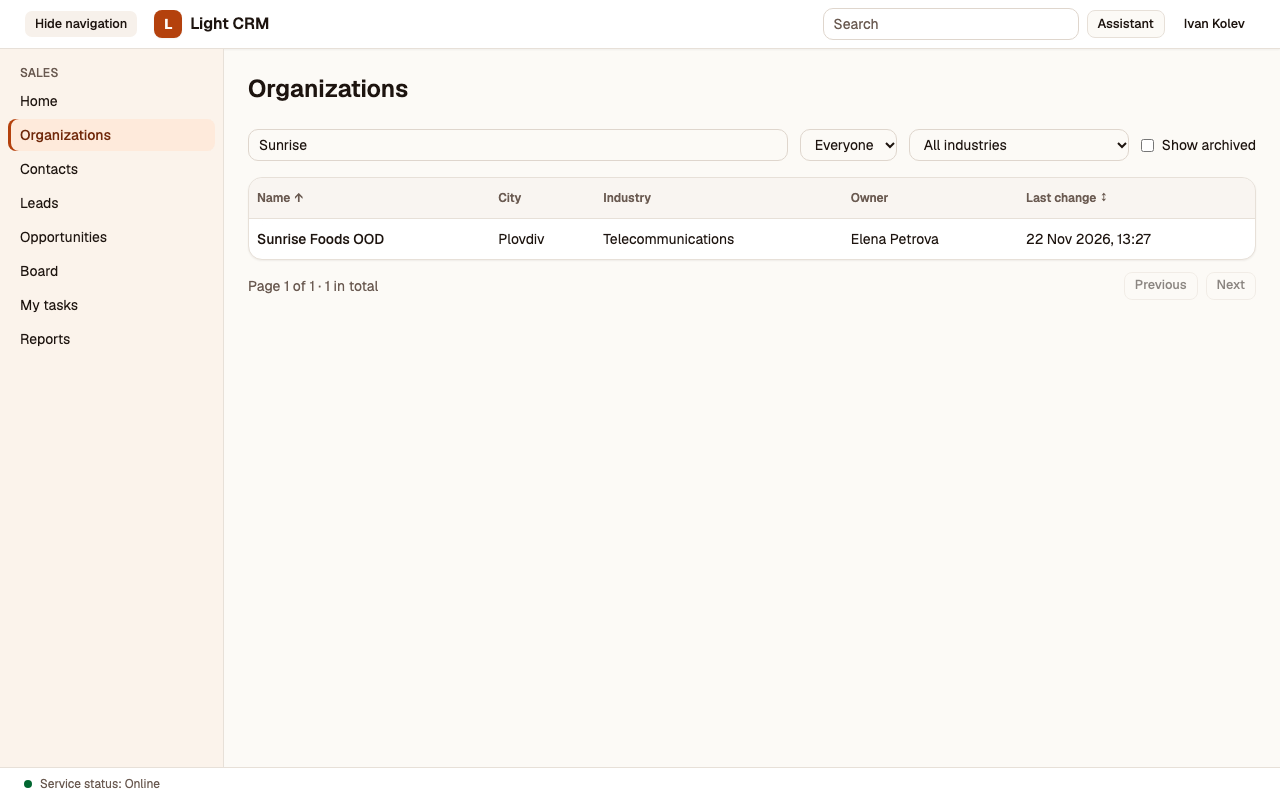 Hide navigation
L
Light CRM
Search
Assistant
Ivan Kolev
SALES
Home
Organizations
Contacts
Leads
Opportunities
Board
My tasks
Reports
Organizations
Sunrise
Everyone
All industries
Show archived
Name ↑ City Industry Owner Last change ↕
Sunrise Foods OOD Plovdiv Telecommunications Elena Petrova 22 Nov 2026, 13:27
Page 1 of 1 · 1 in total
Previous
Next
Service status: Online